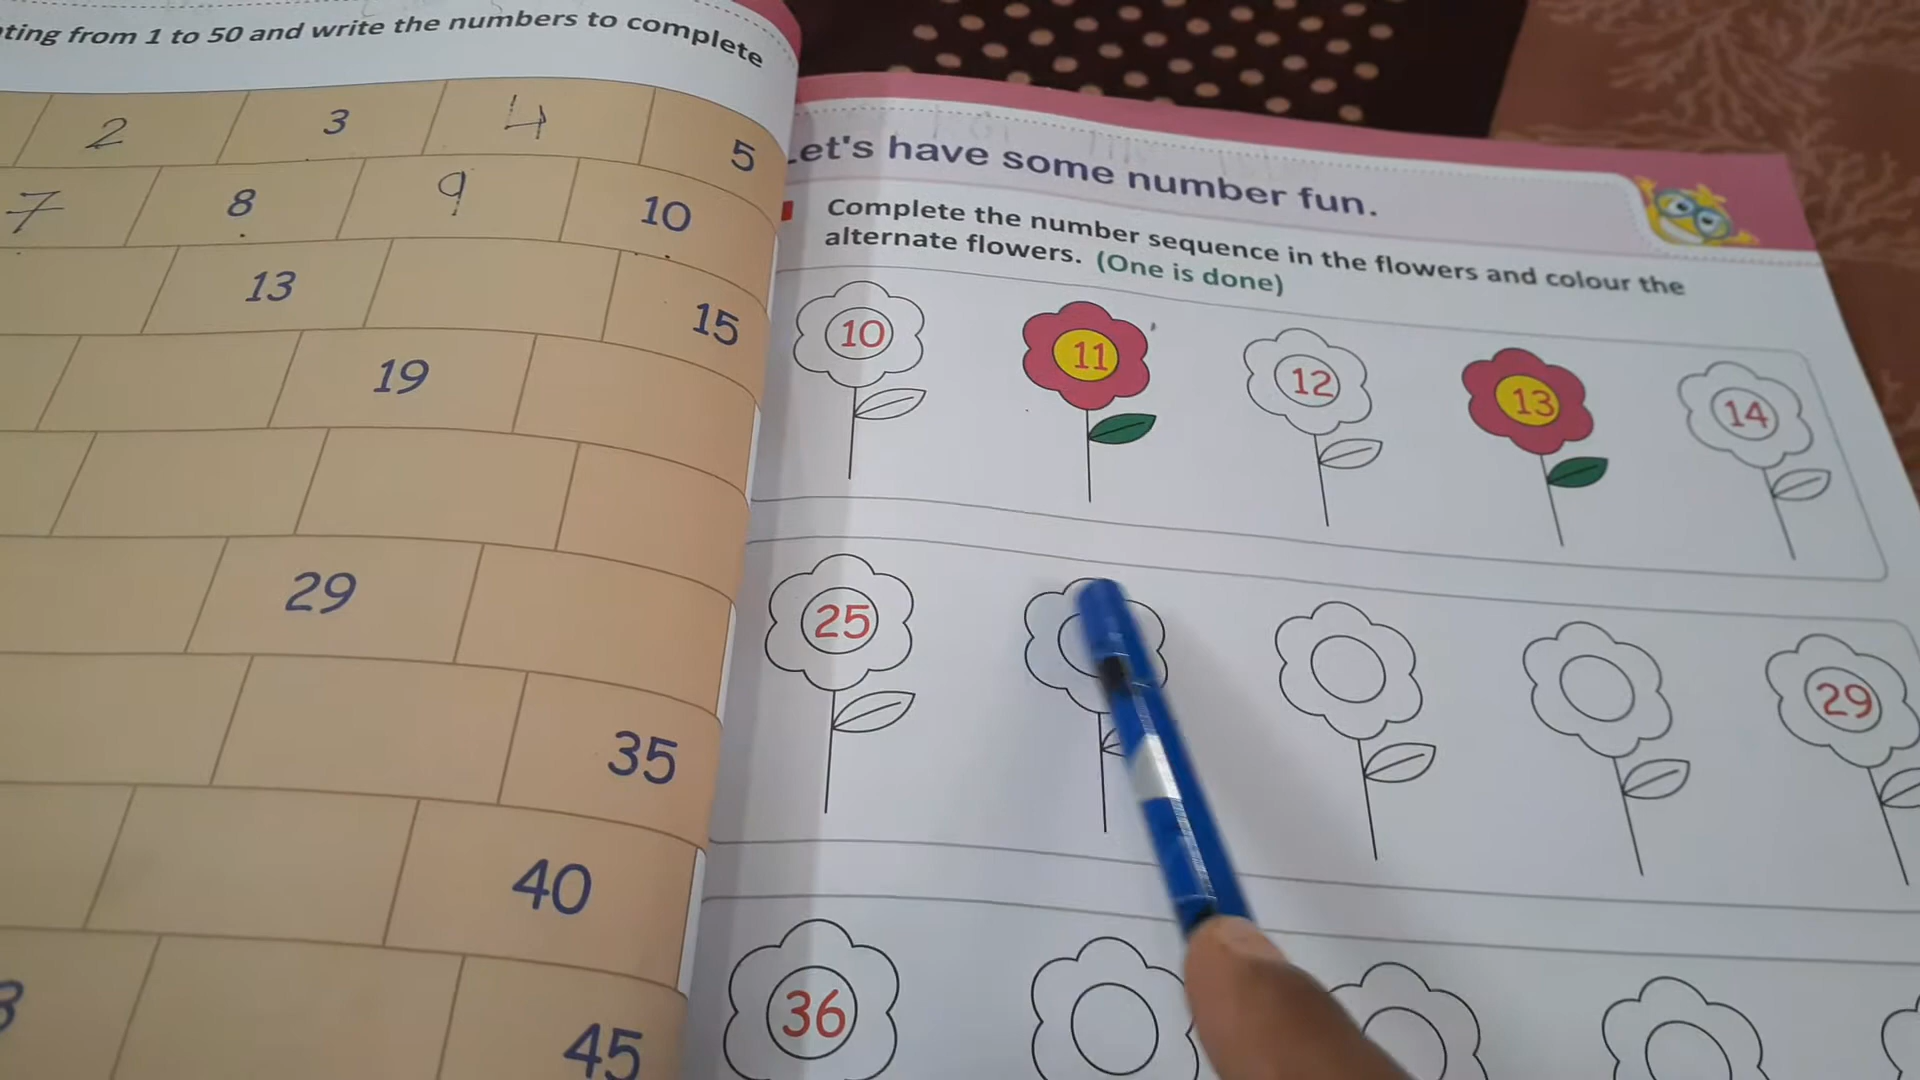 ting from 1 to 50 and write the numbers to complete
2 3 4 5
7 8 9 10
13 15
19
29
35
40
45
Let's have some number fun.
Complete the number sequence in the flowers and colour the
alternate flowers. (One is done)
10 11 12 13 14
25 29
36